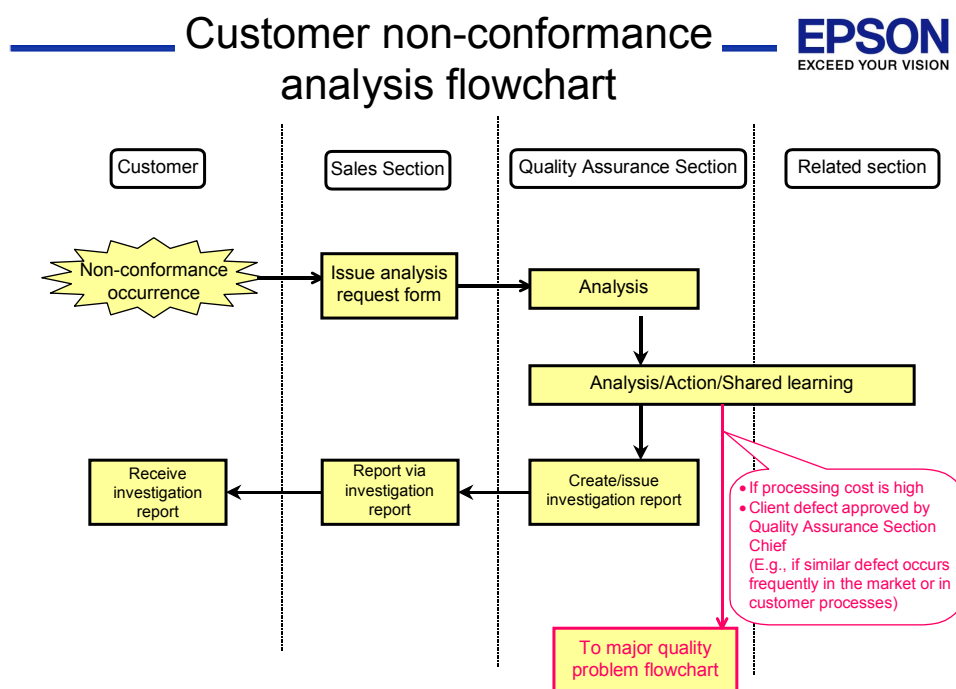 Customer non-conformance
analysis flowchart
EPSON
EXCEED YOUR VISION
Customer
Sales Section
Quality Assurance Section
Related section
Non-conformance
occurrence
Issue analysis
request form
Analysis
Analysis/Action/Shared learning
Receive
investigation
report
Report via
investigation
report
Create/issue
investigation report
• If processing cost is high
• Client defect approved by
Quality Assurance Section
Chief
(E.g., if similar defect occurs
frequently in the market or in
customer processes)
To major quality
problem flowchart